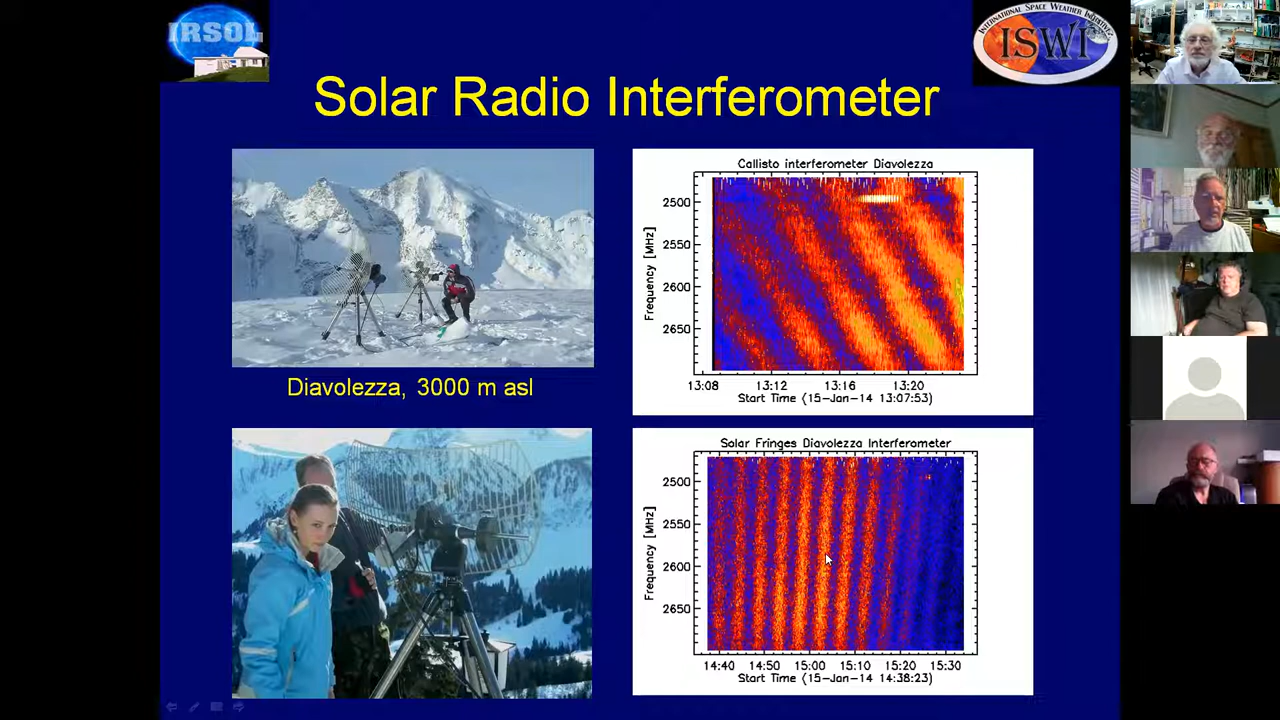 IRSOL
INTERNATIONAL SPACE WEATHER INITIATIVE
ISWI
Solar Radio Interferometer
Callisto interferometer Diavolezza
Frequency [MHz]
2500
2550
2600
2650
13:08 13:12 13:16 13:20
Start Time (15-Jan-14 13:07:53)
Diavolezza, 3000 m asl
Solar Fringes Diavolezza Interferometer
Frequency [MHz]
2500
2550
2600
2650
14:40 14:50 15:00 15:10 15:20 15:30
Start Time (15-Jan-14 14:38:23)